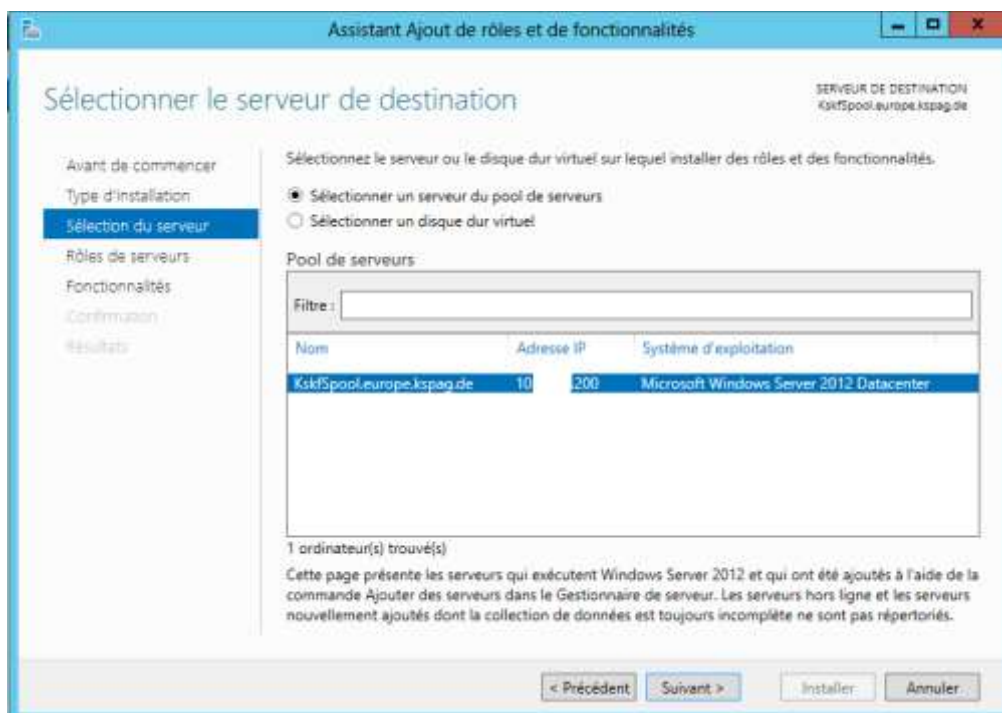 Assistant Ajout de rôles et de fonctionnalités
Sélectionner le serveur de destination
SERVEUR DE DESTINATION
KskfSpool.europe.kspag.de
Avant de commencer
Type d'installation
Sélection du serveur
Rôles de serveurs
Fonctionnalités
Confirmation
Résultats
Sélectionnez le serveur ou le disque dur virtuel sur lequel installer des rôles et des fonctionnalités.
Sélectionner un serveur du pool de serveurs
Sélectionner un disque dur virtuel
Pool de serveurs
Filtre :
Nom Adresse IP Système d'exploitation
KskfSpool.europe.kspag.de 10 200 Microsoft Windows Server 2012 Datacenter
1 ordinateur(s) trouvé(s)
Cette page présente les serveurs qui exécutent Windows Server 2012 et qui ont été ajoutés à l'aide de la
commande Ajouter des serveurs dans le Gestionnaire de serveur. Les serveurs hors ligne et les serveurs
nouvellement ajoutés dont la collection de données est toujours incomplète ne sont pas répertoriés.
< Précédent Suivant > Installer Annuler